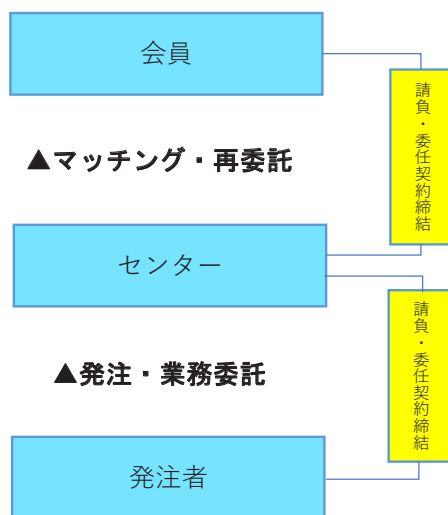 会員
請負・委任契約締結
▲マッチング・再委託
センター
請負・委任契約締結
▲発注・業務委託
発注者